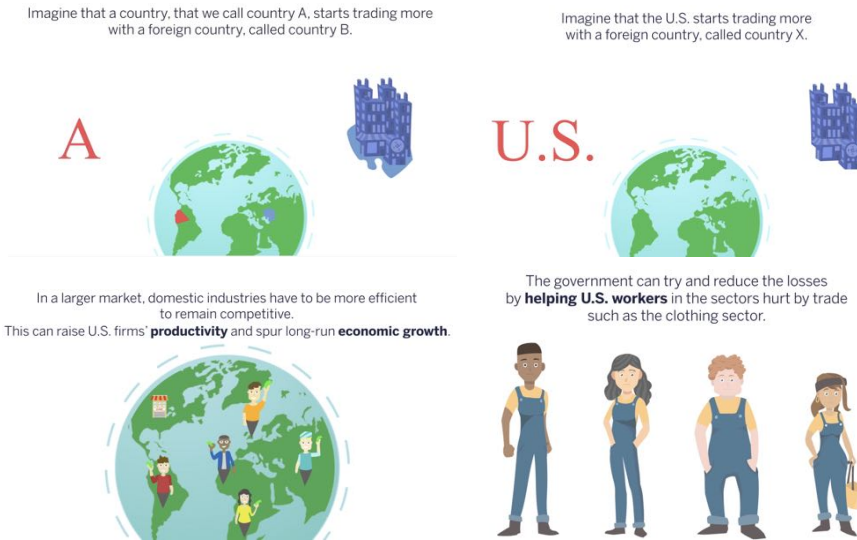 Imagine that a country, that we call country A, starts trading more
with a foreign country, called country B.
A
Imagine that the U.S. starts trading more
with a foreign country, called country X.
U.S.
In a larger market, domestic industries have to be more efficient
to remain competitive.
This can raise U.S. firms' productivity and spur long-run economic growth.
The government can try and reduce the losses
by helping U.S. workers in the sectors hurt by trade
such as the clothing sector.